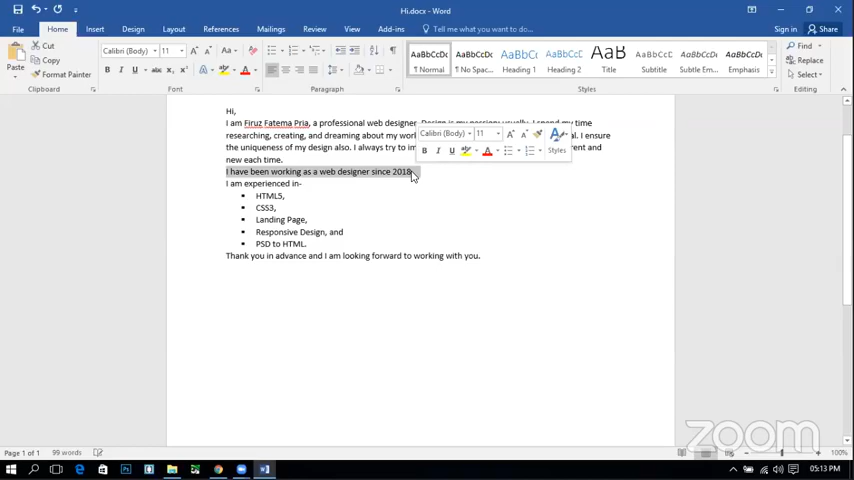 Hi.docx - Word
File Home Insert Design Layout References Mailings Review View Add-ins Tell me what you want to do... Sign in Share
Paste Cut Copy Format Painter
Calibri (Body) 11
AaBbCcDc AaBbCcDc AaBbCc AaBbCcC AaBb AaBbCcC AaBbCcDc AaBbCcDc
¶ Normal ¶ No Spac... Heading 1 Heading 2 Title Subtitle Subtle Em... Emphasis
Find Replace Select
Clipboard Font Paragraph Styles Editing
Hi,
I am Firuz Fatema Pria, a professional web designer. Design is my passion; usually, I spend my time
researching, creating, and dreaming about my wor al. I ensure
the uniqueness of my design also. I always try to im rent and
new each time.
I have been working as a web designer since 2018.
I am experienced in-
HTML5,
CSS3,
Landing Page,
Responsive Design, and
PSD to HTML.
Thank you in advance and I am looking forward to working with you.
Calibri (Body) 11
B I U A Styles
zoom
Page 1 of 1 99 words 100%
05:13 PM